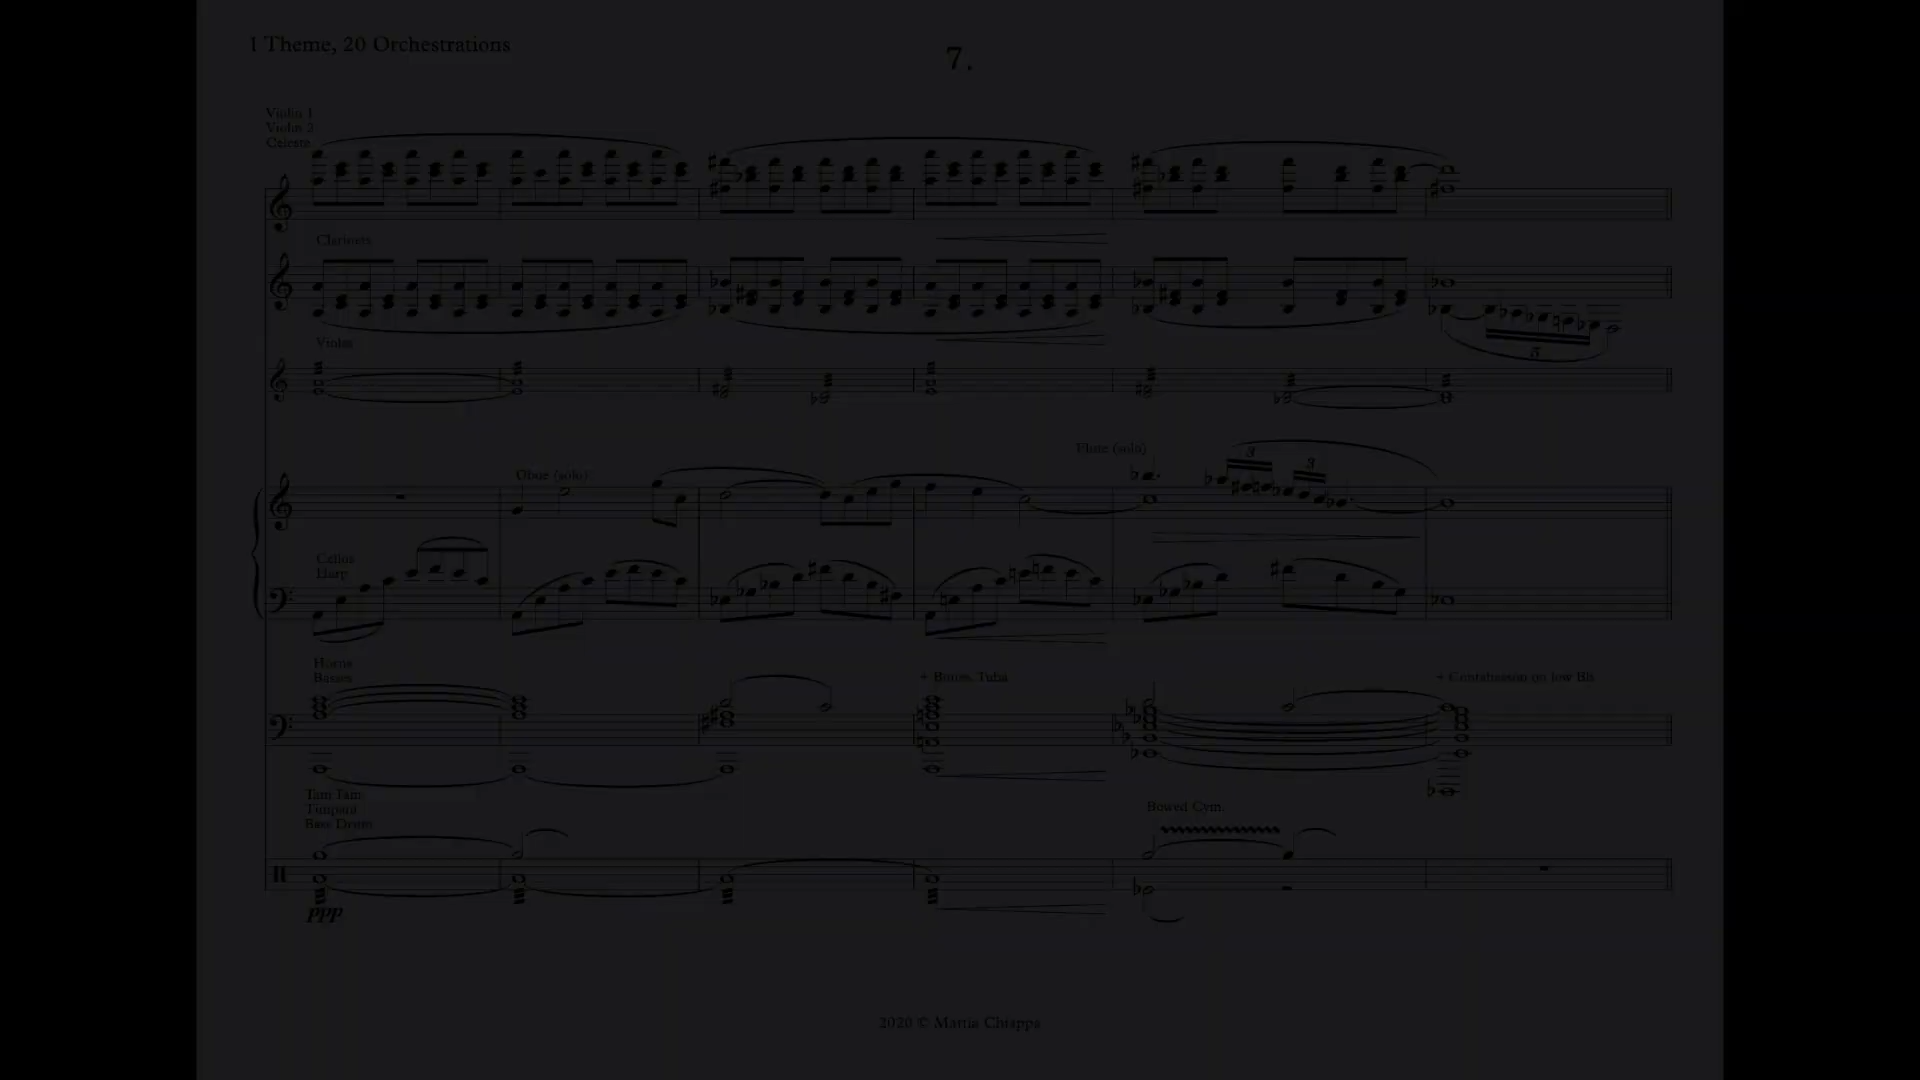 1 Theme, 20 Orchestrations
7.
Violin 1
Violin 2
Celeste
Clarinets
Violas
Flute (solo)
3
3
5
Oboe (solo)
Cellos
Harp
Horns
Basses
+ Bones, Tuba
+ Contrabassoon on low Bb
Tam Tam
Timpani
Bass Drum
Bowed Cym.
ppp
2020 © Mattia Chiappa